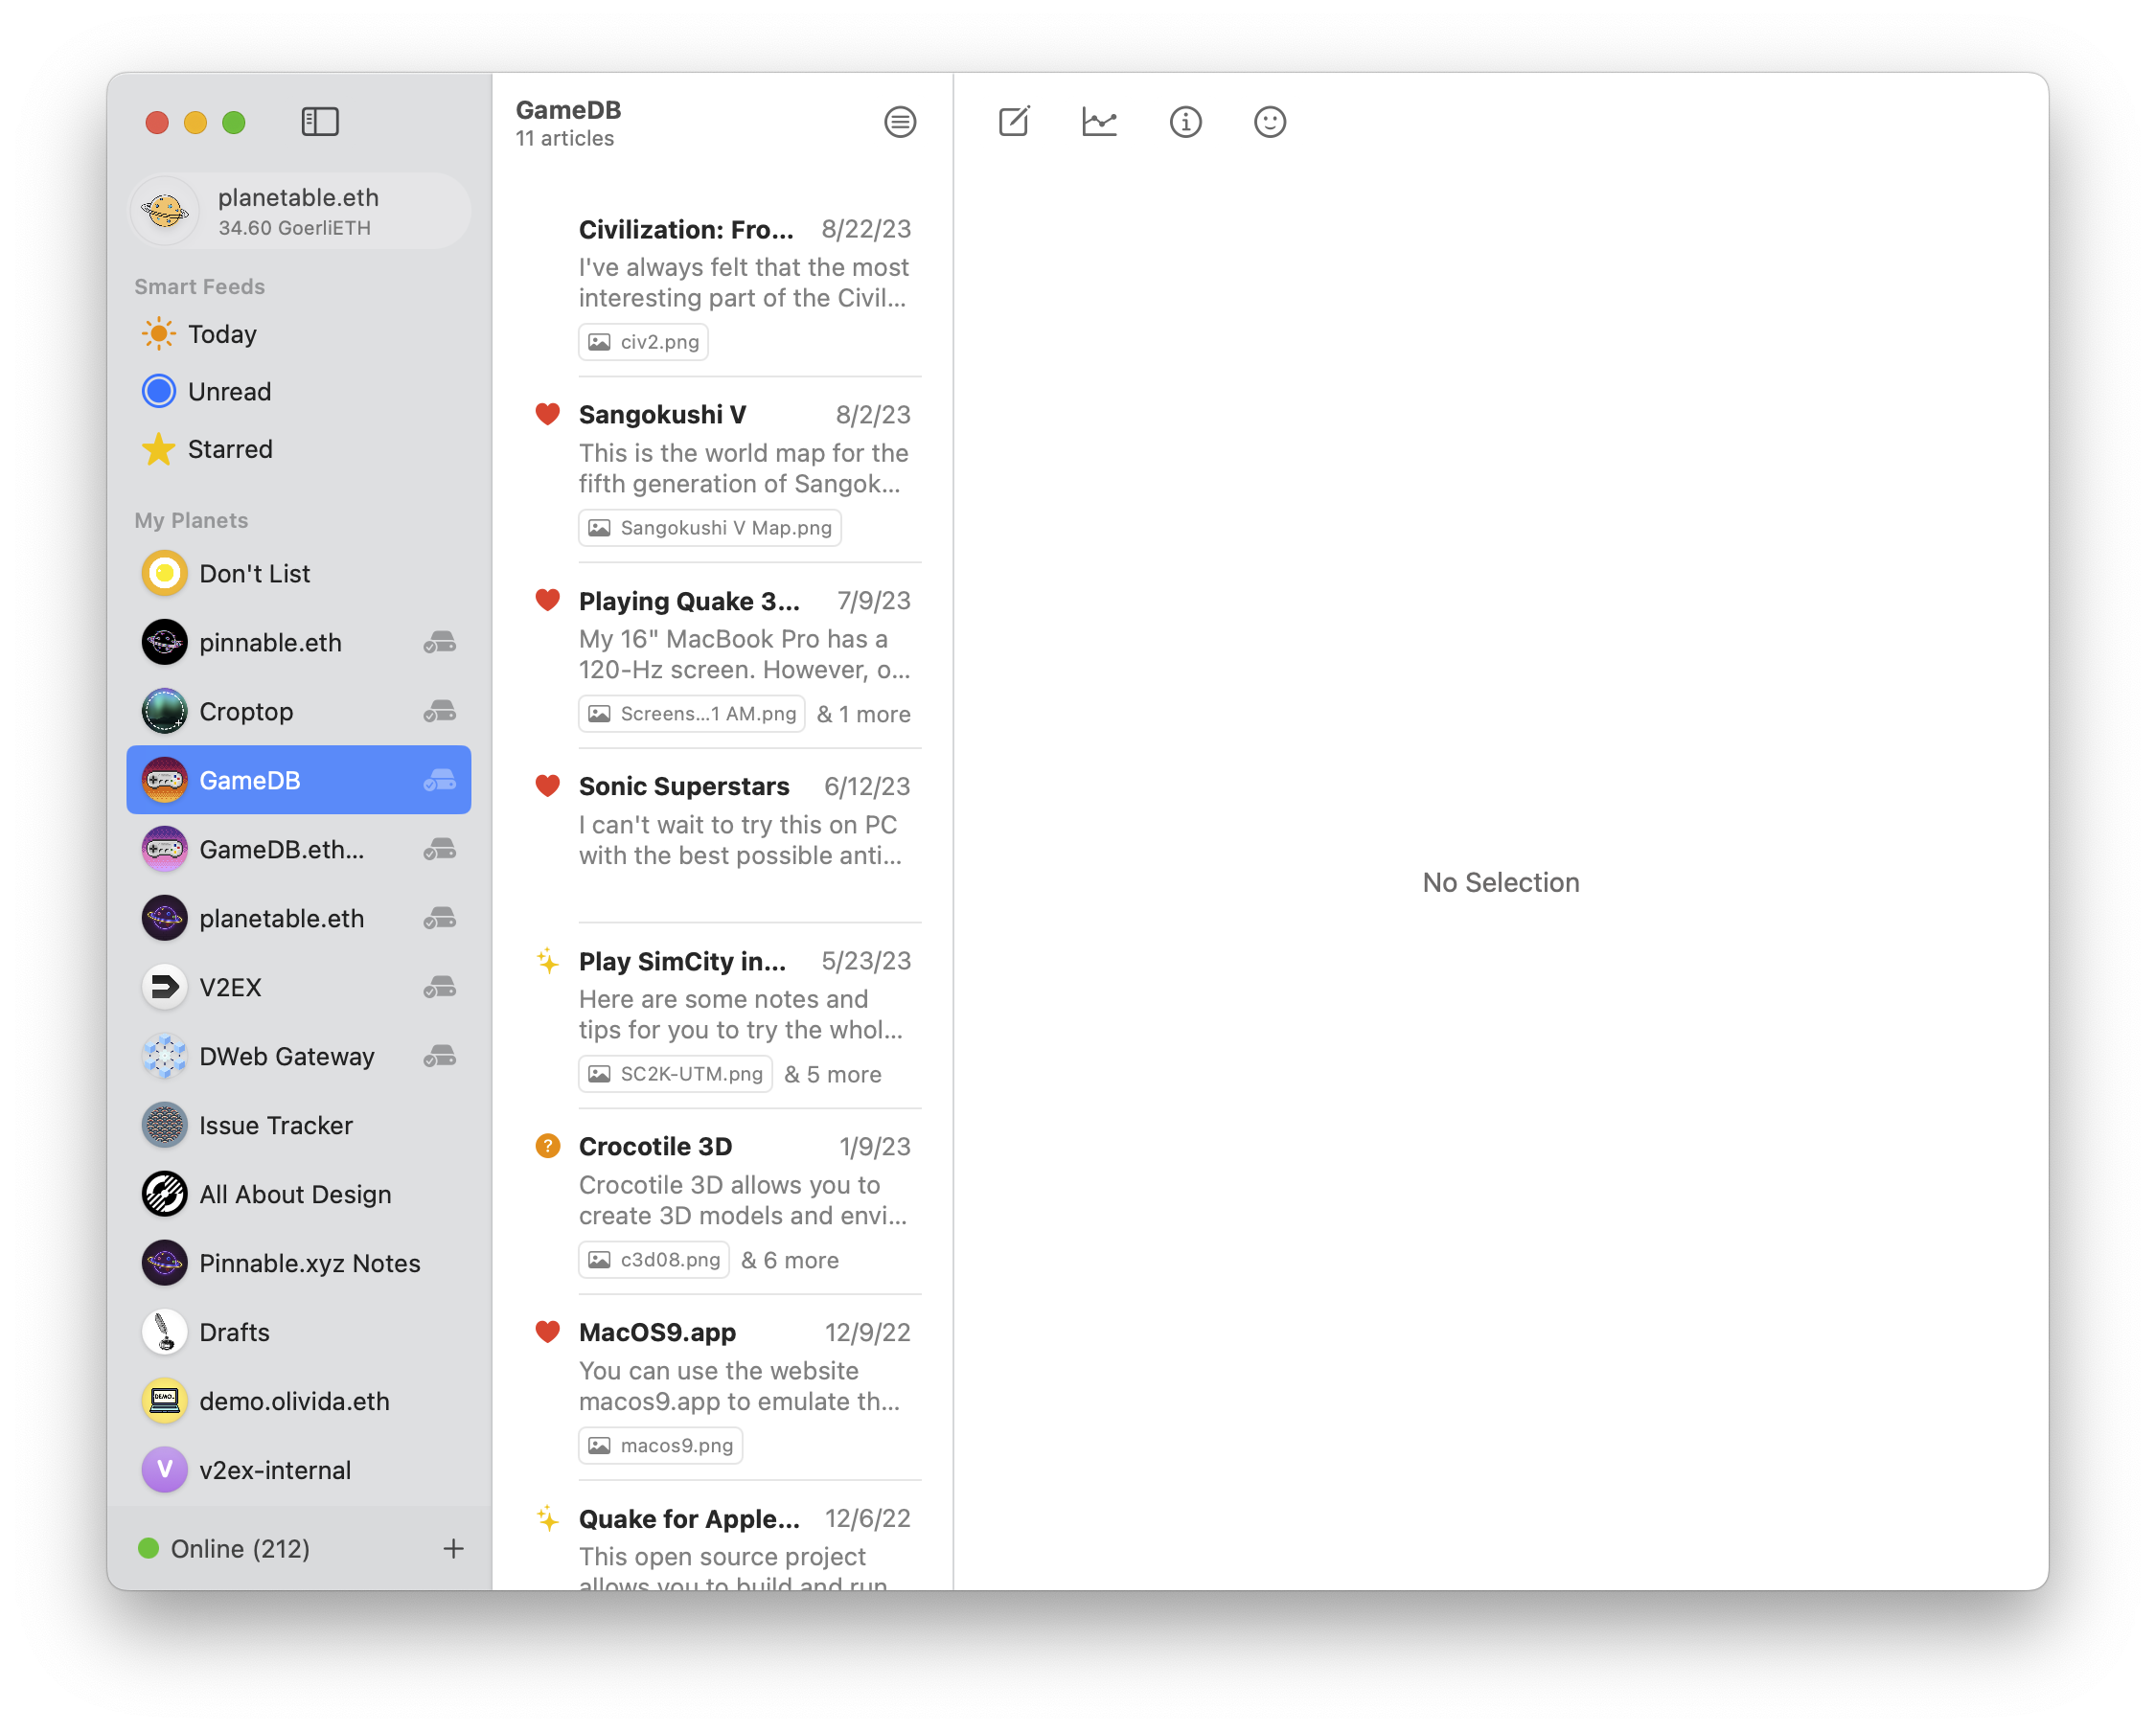 planetable.eth
34.60 GoerliETH
Smart Feeds
Today
Unread
Starred
My Planets
Don't List
pinnable.eth
Croptop
GameDB
GameDB.eth...
planetable.eth
V2EX
DWeb Gateway
Issue Tracker
All About Design
Pinnable.xyz Notes
Drafts
DEMO.
demo.olivida.eth
V
v2ex-internal
Online (212)
GameDB
11 articles
Civilization: Fro... 8/22/23
I've always felt that the most
interesting part of the Civil...
civ2.png
Sangokushi V 8/2/23
This is the world map for the
fifth generation of Sangok...
Sangokushi V Map.png
Playing Quake 3... 7/9/23
My 16" MacBook Pro has a
120-Hz screen. However, o...
Screens...1 AM.png & 1 more
Sonic Superstars 6/12/23
I can't wait to try this on PC
with the best possible anti...
Play SimCity in... 5/23/23
Here are some notes and
tips for you to try the whol...
SC2K-UTM.png & 5 more
Crocotile 3D 1/9/23
Crocotile 3D allows you to
create 3D models and envi...
c3d08.png & 6 more
MacOS9.app 12/9/22
You can use the website
macos9.app to emulate th...
macos9.png
Quake for Apple... 12/6/22
This open source project
allows you to build and run
No Selection